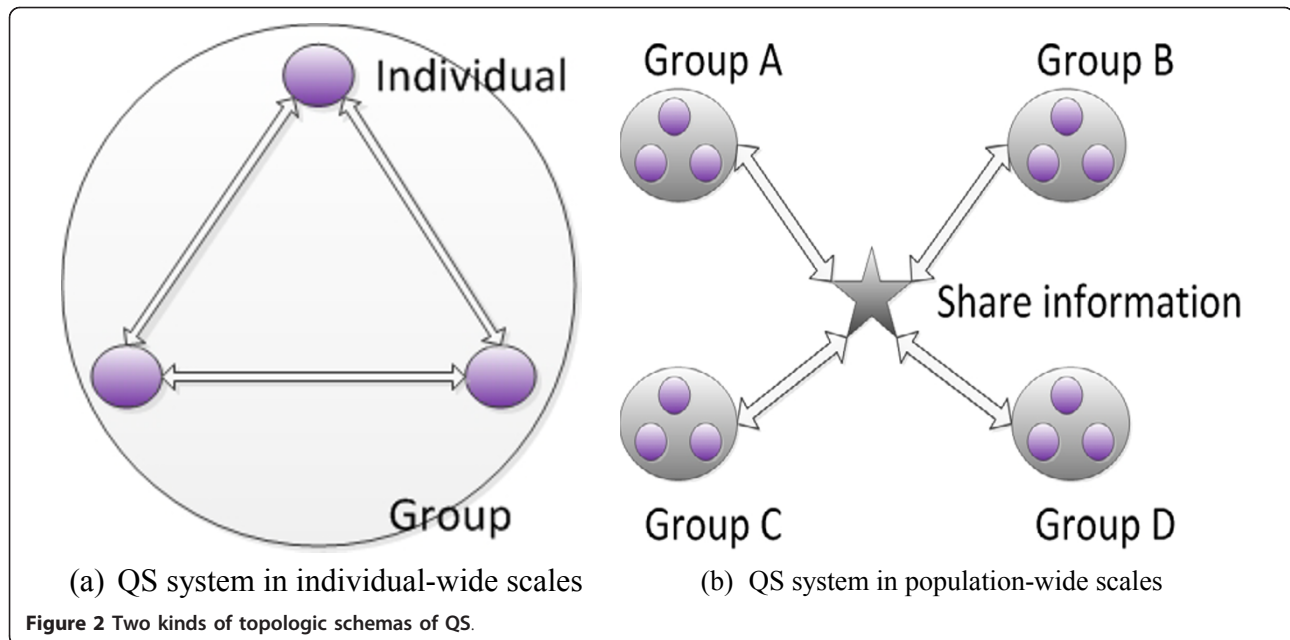 Individual
Group
(a) QS system in individual-wide scales
Group A
Group B
Share information
Group C
Group D
(b) QS system in population-wide scales
Figure 2 Two kinds of topologic schemas of QS.